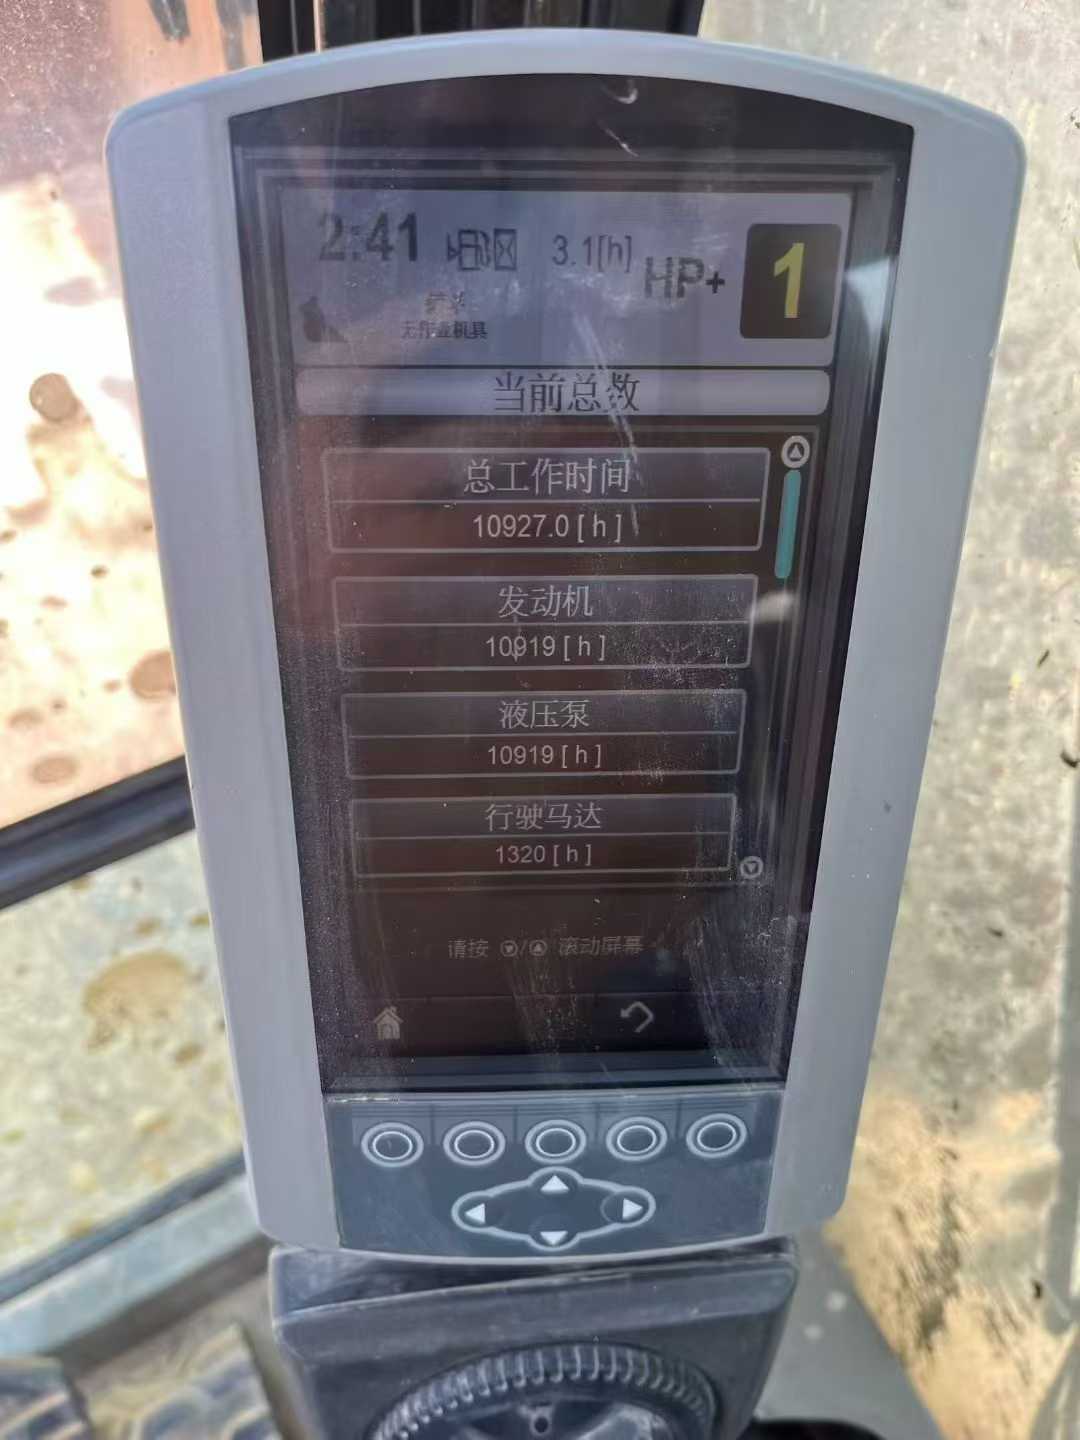 2:41
3.1[h]
HP+
1
无作业机具
当前总数
总工作时间
10927.0 [ h ]
发动机
10919 [ h ]
液压泵
10919 [ h ]
行驶马达
1320 [ h ]
请按 ▼/▲ 滚动屏幕